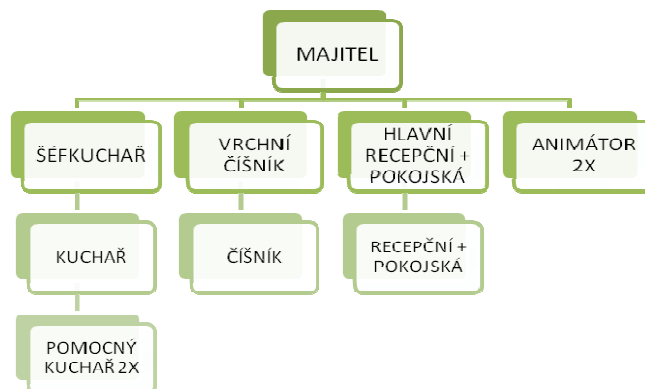 MAJITEL
ŠÉFKUCHAŘ
VRCHNÍ
ČÍŠNÍK
HLAVNÍ
RECEPČNÍ +
POKOJSKÁ
ANIMÁTOR
2X
KUCHAŘ
ČÍŠNÍK
RECEPČNÍ +
POKOJSKÁ
POMOCNÝ
KUCHAŘ 2X